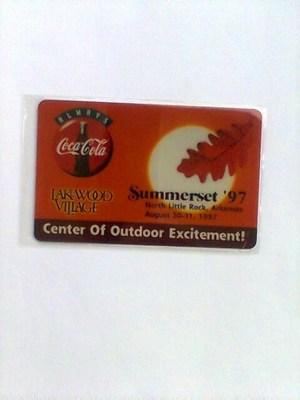 ALWAYS
Coca-Cola
LAKEWOOD
VILLAGE
Summerset '97
North Little Rock, Arkansas
August 30-31, 1997
Center Of Outdoor Excitement!